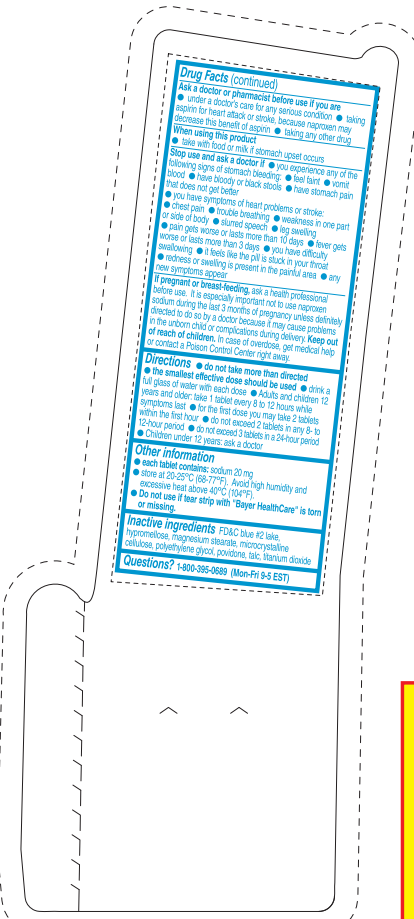 Drug Facts (continued)
Ask a doctor or pharmacist before use if you are
● under a doctor's care for any serious condition ● taking
aspirin for heart attack or stroke, because naproxen may
decrease this benefit of aspirin ● taking any other drug
When using this product
● take with food or milk if stomach upset occurs
Stop use and ask a doctor if ● you experience any of the
following signs of stomach bleeding: ● feel faint ● vomit
blood ● have bloody or black stools ● have stomach pain
that does not get better
● you have symptoms of heart problems or stroke:
● chest pain ● trouble breathing ● weakness in one part
or side of body ● slurred speech ● leg swelling
● pain gets worse or lasts more than 10 days ● fever gets
worse or lasts more than 3 days ● you have difficulty
swallowing ● it feels like the pill is stuck in your throat
● redness or swelling is present in the painful area ● any
new symptoms appear
If pregnant or breast-feeding, ask a health professional
before use. It is especially important not to use naproxen
sodium during the last 3 months of pregnancy unless definitely
directed to do so by a doctor because it may cause problems
in the unborn child or complications during delivery. Keep out
of reach of children. In case of overdose, get medical help
or contact a Poison Control Center right away.
Directions ● do not take more than directed
● the smallest effective dose should be used ● drink a
full glass of water with each dose ● Adults and children 12
years and older: take 1 tablet every 8 to 12 hours while
symptoms last ● for the first dose you may take 2 tablets
within the first hour ● do not exceed 2 tablets in any 8- to
12-hour period ● do not exceed 3 tablets in a 24-hour period
● Children under 12 years: ask a doctor
Other information
● each tablet contains: sodium 20 mg
● store at 20-25°C (68-77°F). Avoid high humidity and
excessive heat above 40°C (104°F).
● Do not use if tear strip with "Bayer HealthCare" is torn
or missing.
Inactive ingredients FD&C blue #2 lake,
hypromellose, magnesium stearate, microcrystalline
cellulose, polyethylene glycol, povidone, talc, titanium dioxide
Questions? 1-800-395-0689 (Mon-Fri 9-5 EST)